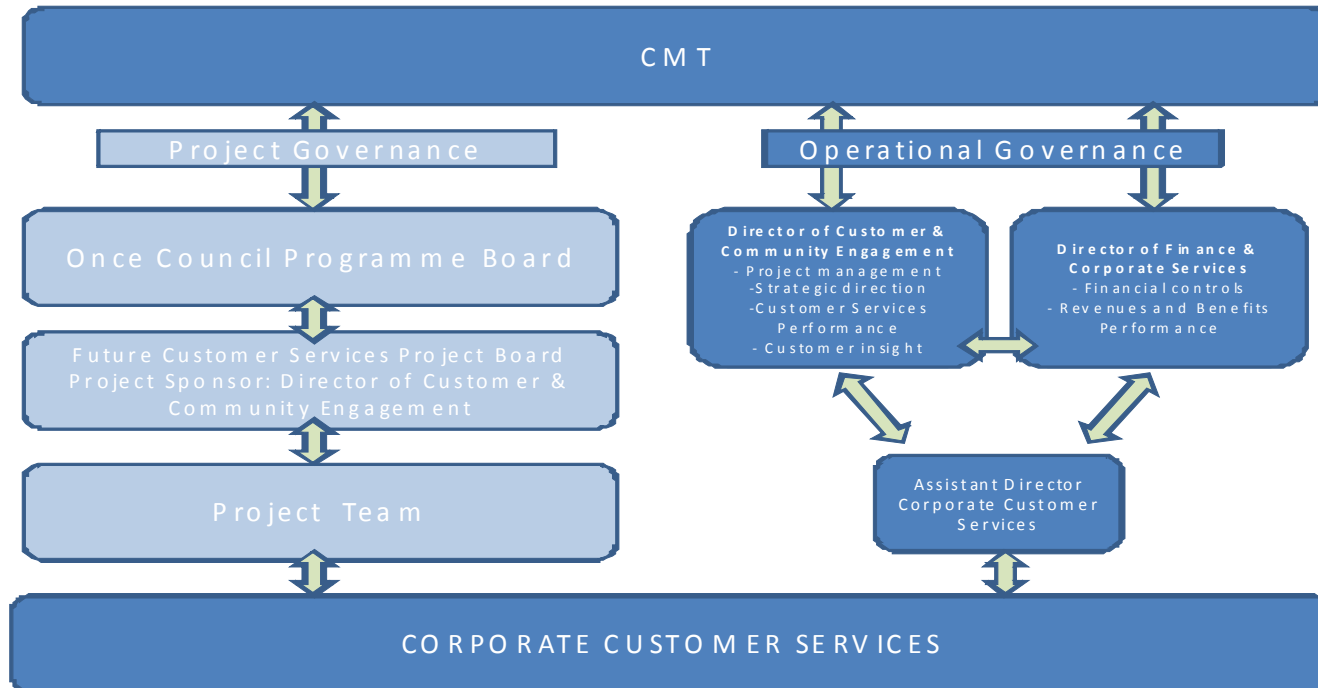 CMT
Project Governance
Operational Governance
Once Council Programme Board
Future Customer Services Project Board
Project Sponsor: Director of Customer &
Community Engagement
Project Team
Director of Customer &
Community Engagement
- Project management
-Strategic direction
-Customer Services
Performance
- Customer insight
Director of Finance &
Corporate Services
- Financial controls
- Revenues and Benefits
Performance
Assistant Director
Corporate Customer
Services
CORPORATE CUSTOMER SERVICES